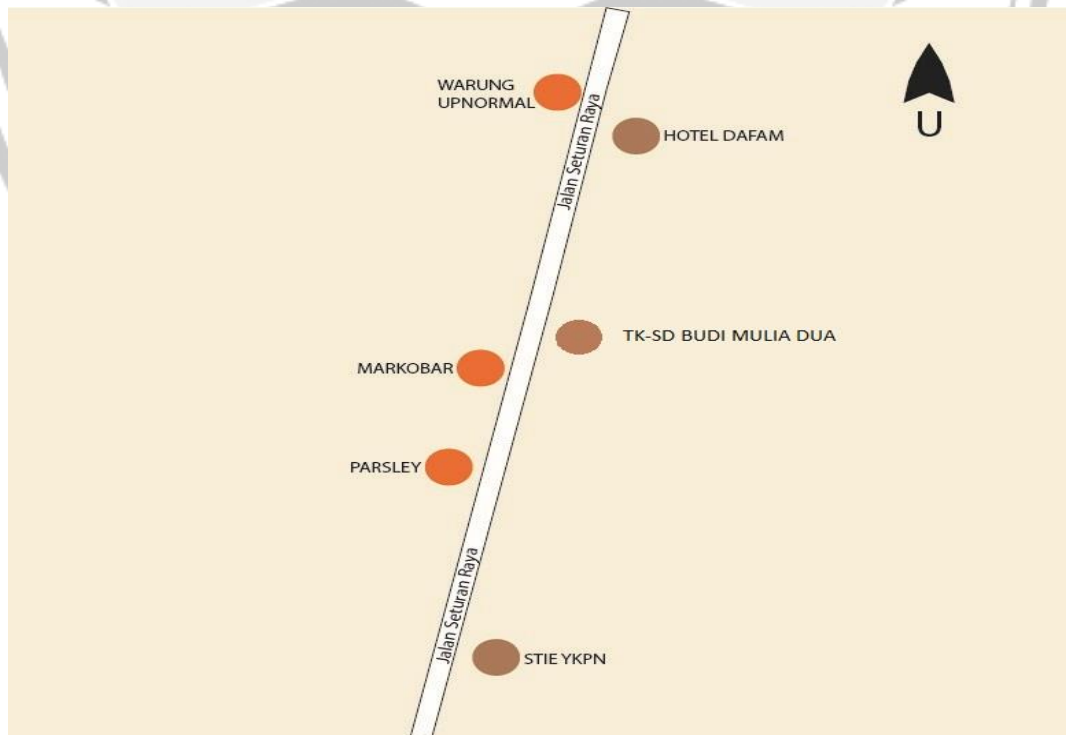 WARUNG
UPNORMAL
Jalan Seturan Raya
HOTEL DAFAM
U
TK-SD BUDI MULIA DUA
MARKOBAR
PARSLEY
Jalan Seturan Raya
STIE YKPN